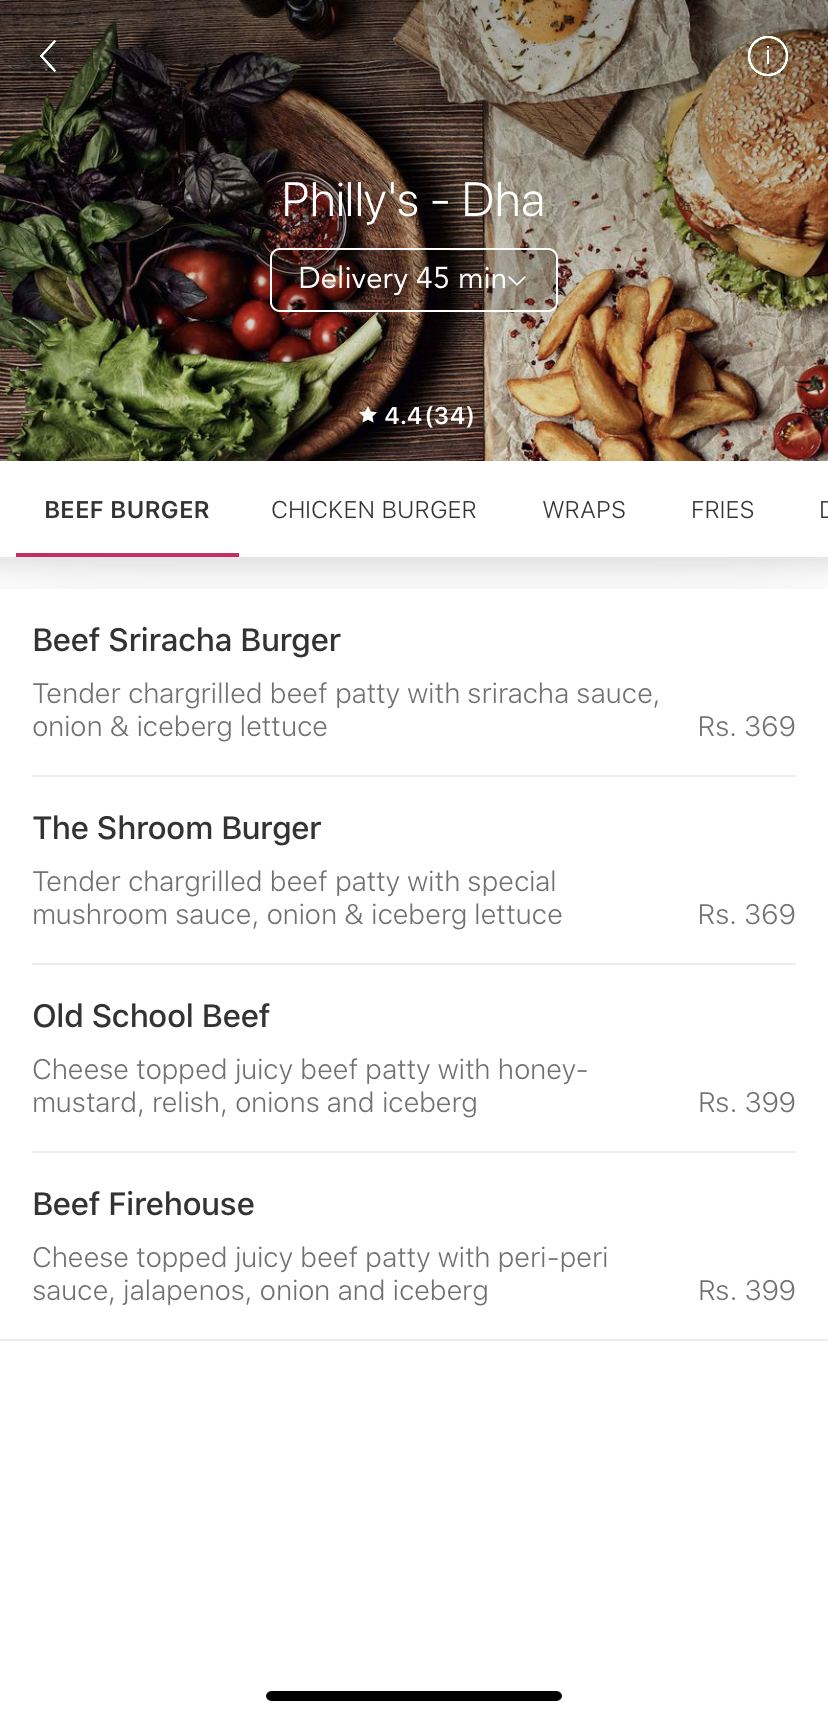 Philly's - Dha
Delivery 45 min
4.4(34)
BEEF BURGER CHICKEN BURGER WRAPS FRIES
Beef Sriracha Burger
Tender chargrilled beef patty with sriracha sauce,
onion & iceberg lettuce Rs. 369
The Shroom Burger
Tender chargrilled beef patty with special
mushroom sauce, onion & iceberg lettuce Rs. 369
Old School Beef
Cheese topped juicy beef patty with honey-
mustard, relish, onions and iceberg Rs. 399
Beef Firehouse
Cheese topped juicy beef patty with peri-peri
sauce, jalapenos, onion and iceberg Rs. 399